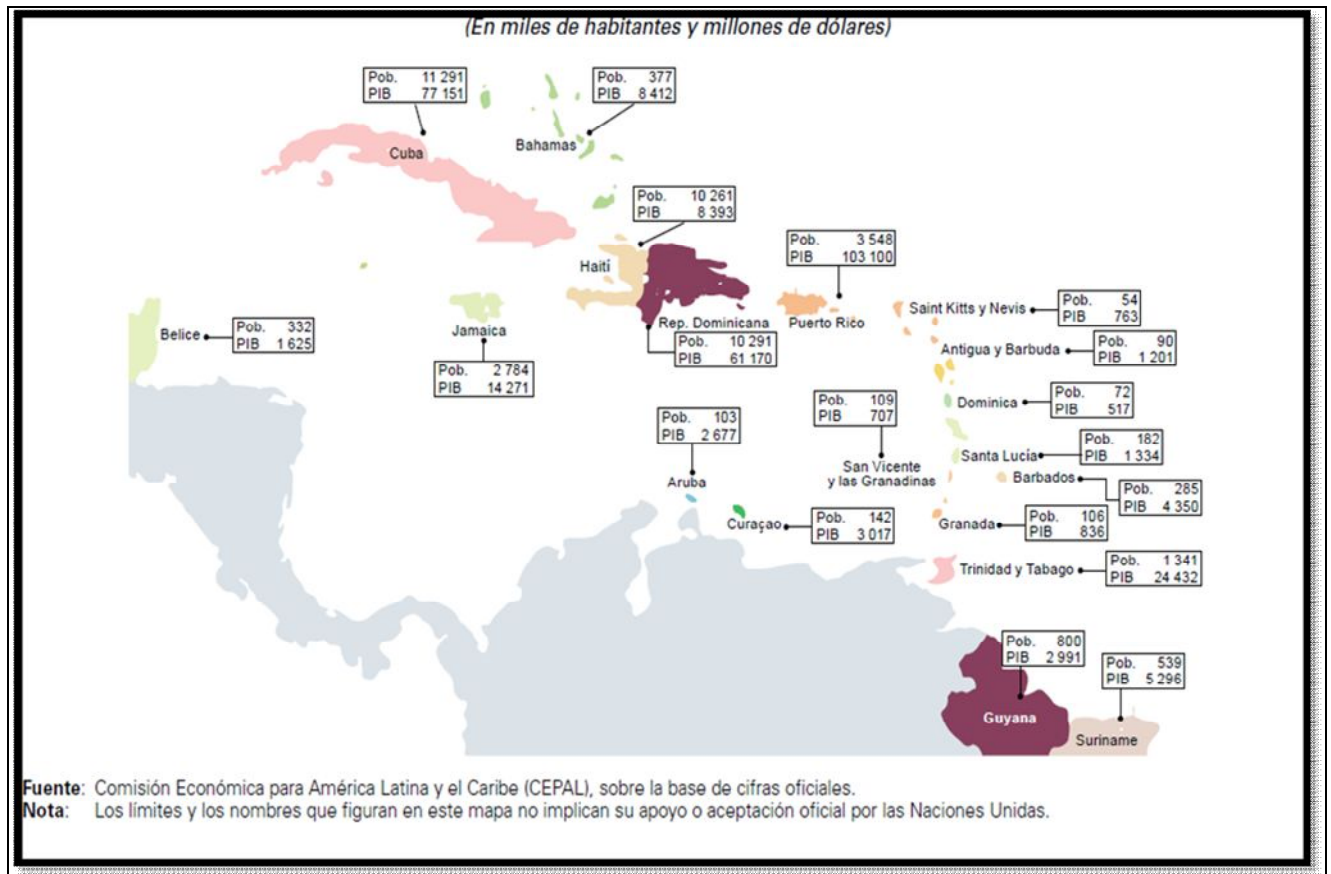 (En miles de habitantes y millones de dólares)
Pob. 11 291
PIB 77 151
Pob. 377
PIB 8 412
Cuba
Bahamas
Pob. 10 261
PIB 8 393
Pob. 3 548
PIB 103 100
Haití
Belice
Pob. 332
PIB 1 625
Jamaica
Pob. 2 784
PIB 14 271
Rep. Dominicana
Pob. 10 291
PIB 61 170
Puerto Rico
Saint Kitts y Nevis
Pob. 54
PIB 763
Antigua y Barbuda
Pob. 90
PIB 1 201
Dominica
Pob. 72
PIB 517
Pob. 109
PIB 707
San Vicente
y las Granadinas
Pob. 103
PIB 2 677
Aruba
Santa Lucía
Pob. 182
PIB 1 334
Barbados
Pob. 285
PIB 4 350
Curaçao
Pob. 142
PIB 3 017
Granada
Pob. 106
PIB 836
Trinidad y Tabago
Pob. 1 341
PIB 24 432
Pob. 800
PIB 2 991
Guyana
Pob. 539
PIB 5 296
Suriname
Fuente: Comisión Económica para América Latina y el Caribe (CEPAL), sobre la base de cifras oficiales.
Nota: Los límites y los nombres que figuran en este mapa no implican su apoyo o aceptación oficial por las Naciones Unidas.